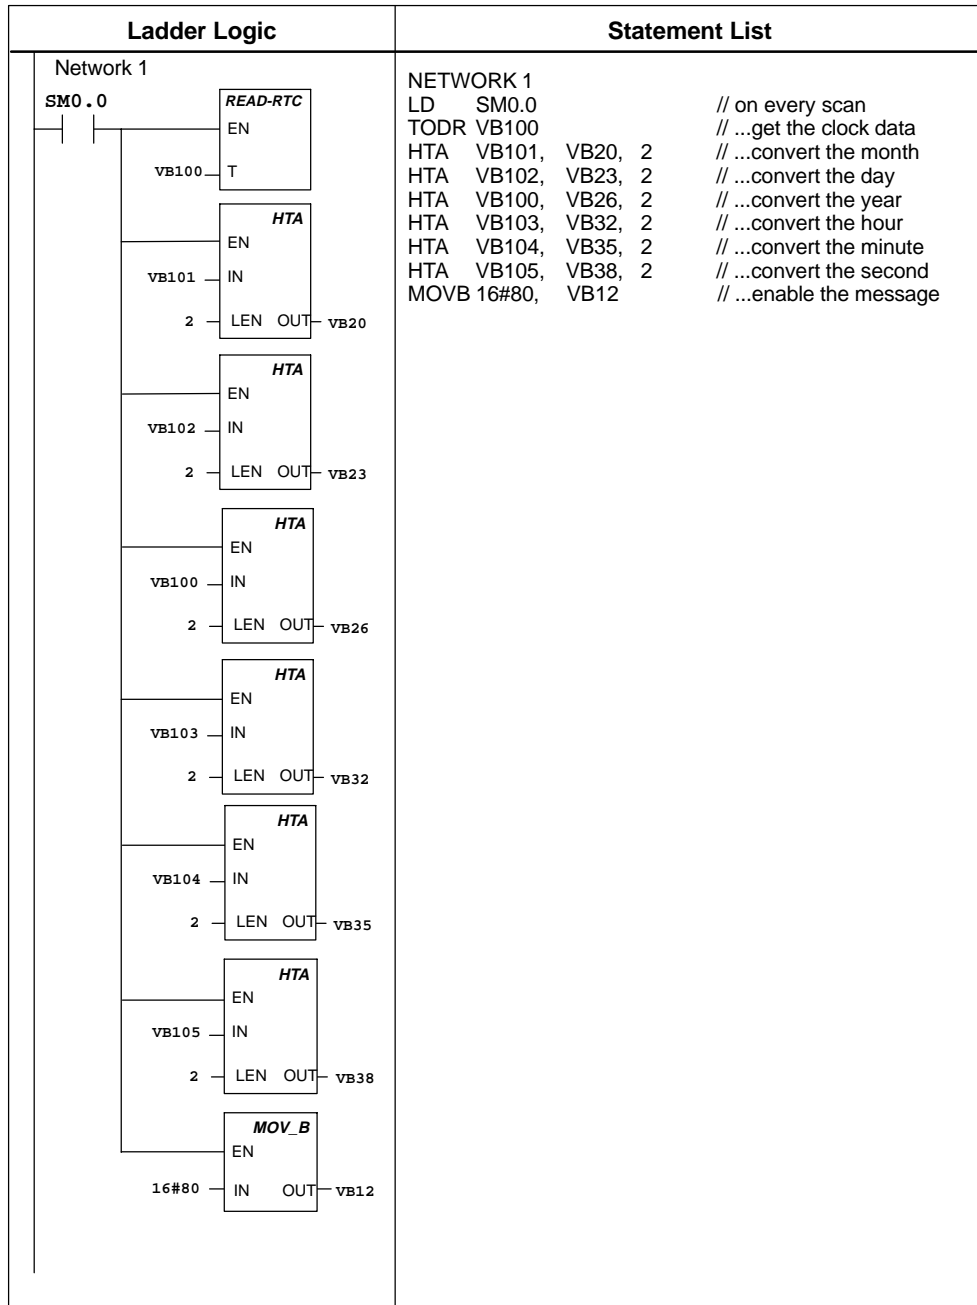 Ladder Logic
Statement List
Network 1
SM0.0
READ-RTC
EN
VB100
T
HTA
EN
VB101
IN
2
LEN OUT
VB20
HTA
EN
VB102
IN
2
LEN OUT
VB23
HTA
EN
VB100
IN
2
LEN OUT
VB26
HTA
EN
VB103
IN
2
LEN OUT
VB32
HTA
EN
VB104
IN
2
LEN OUT
VB35
HTA
EN
VB105
IN
2
LEN OUT
VB38
MOV_B
EN
16#80
IN OUT
VB12
NETWORK 1
LD SM0.0 // on every scan
TODR VB100 // ...get the clock data
HTA VB101, VB20, 2 // ...convert the month
HTA VB102, VB23, 2 // ...convert the day
HTA VB100, VB26, 2 // ...convert the year
HTA VB103, VB32, 2 // ...convert the hour
HTA VB104, VB35, 2 // ...convert the minute
HTA VB105, VB38, 2 // ...convert the second
MOVB 16#80, VB12 // ...enable the message